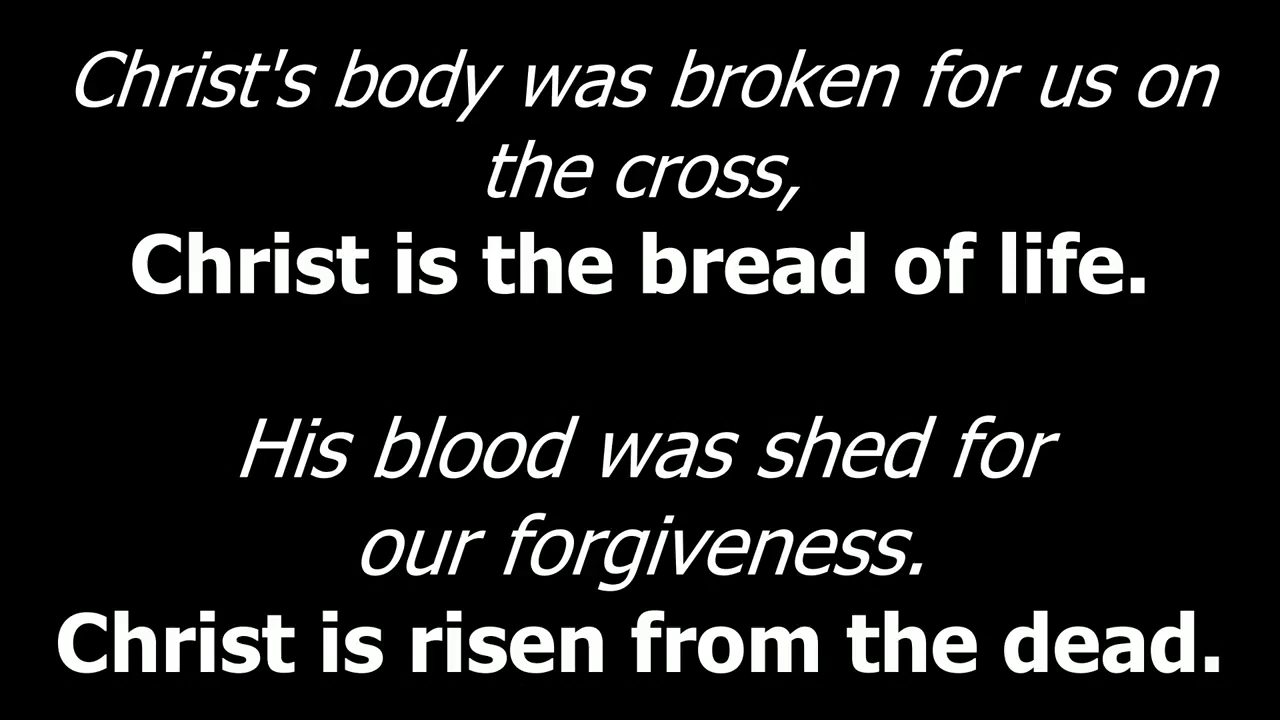 Christ's body was broken for us on
the cross,
Christ is the bread of life.
His blood was shed for
our forgiveness.
Christ is risen from the dead.